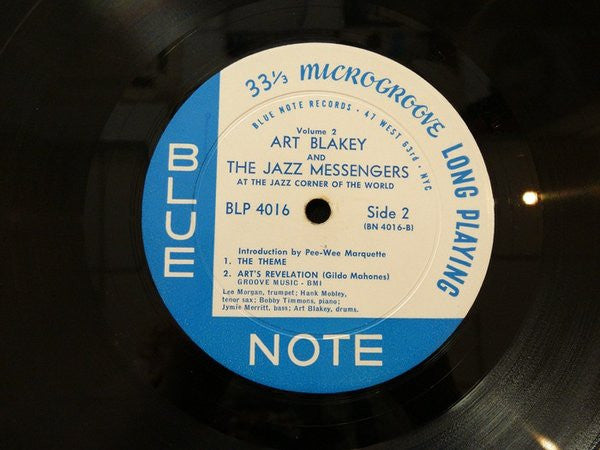 33⅓ MICROGROOVE LONG PLAYING
BLUE NOTE RECORDS · 47 WEST 63rd · NYC
Volume 2
ART BLAKEY
AND
THE JAZZ MESSENGERS
AT THE JAZZ CORNER OF THE WORLD
BLP 4016 Side 2
(BN 4016-B)
Introduction by Pee-Wee Marquette
1. THE THEME
2. ART'S REVELATION (Gildo Mahones)
GROOVE MUSIC - BMI
Lee Morgan, trumpet; Hank Mobley,
tenor sax; Bobby Timmons, piano;
Jymie Merritt, bass; Art Blakey, drums.
BLUE
NOTE